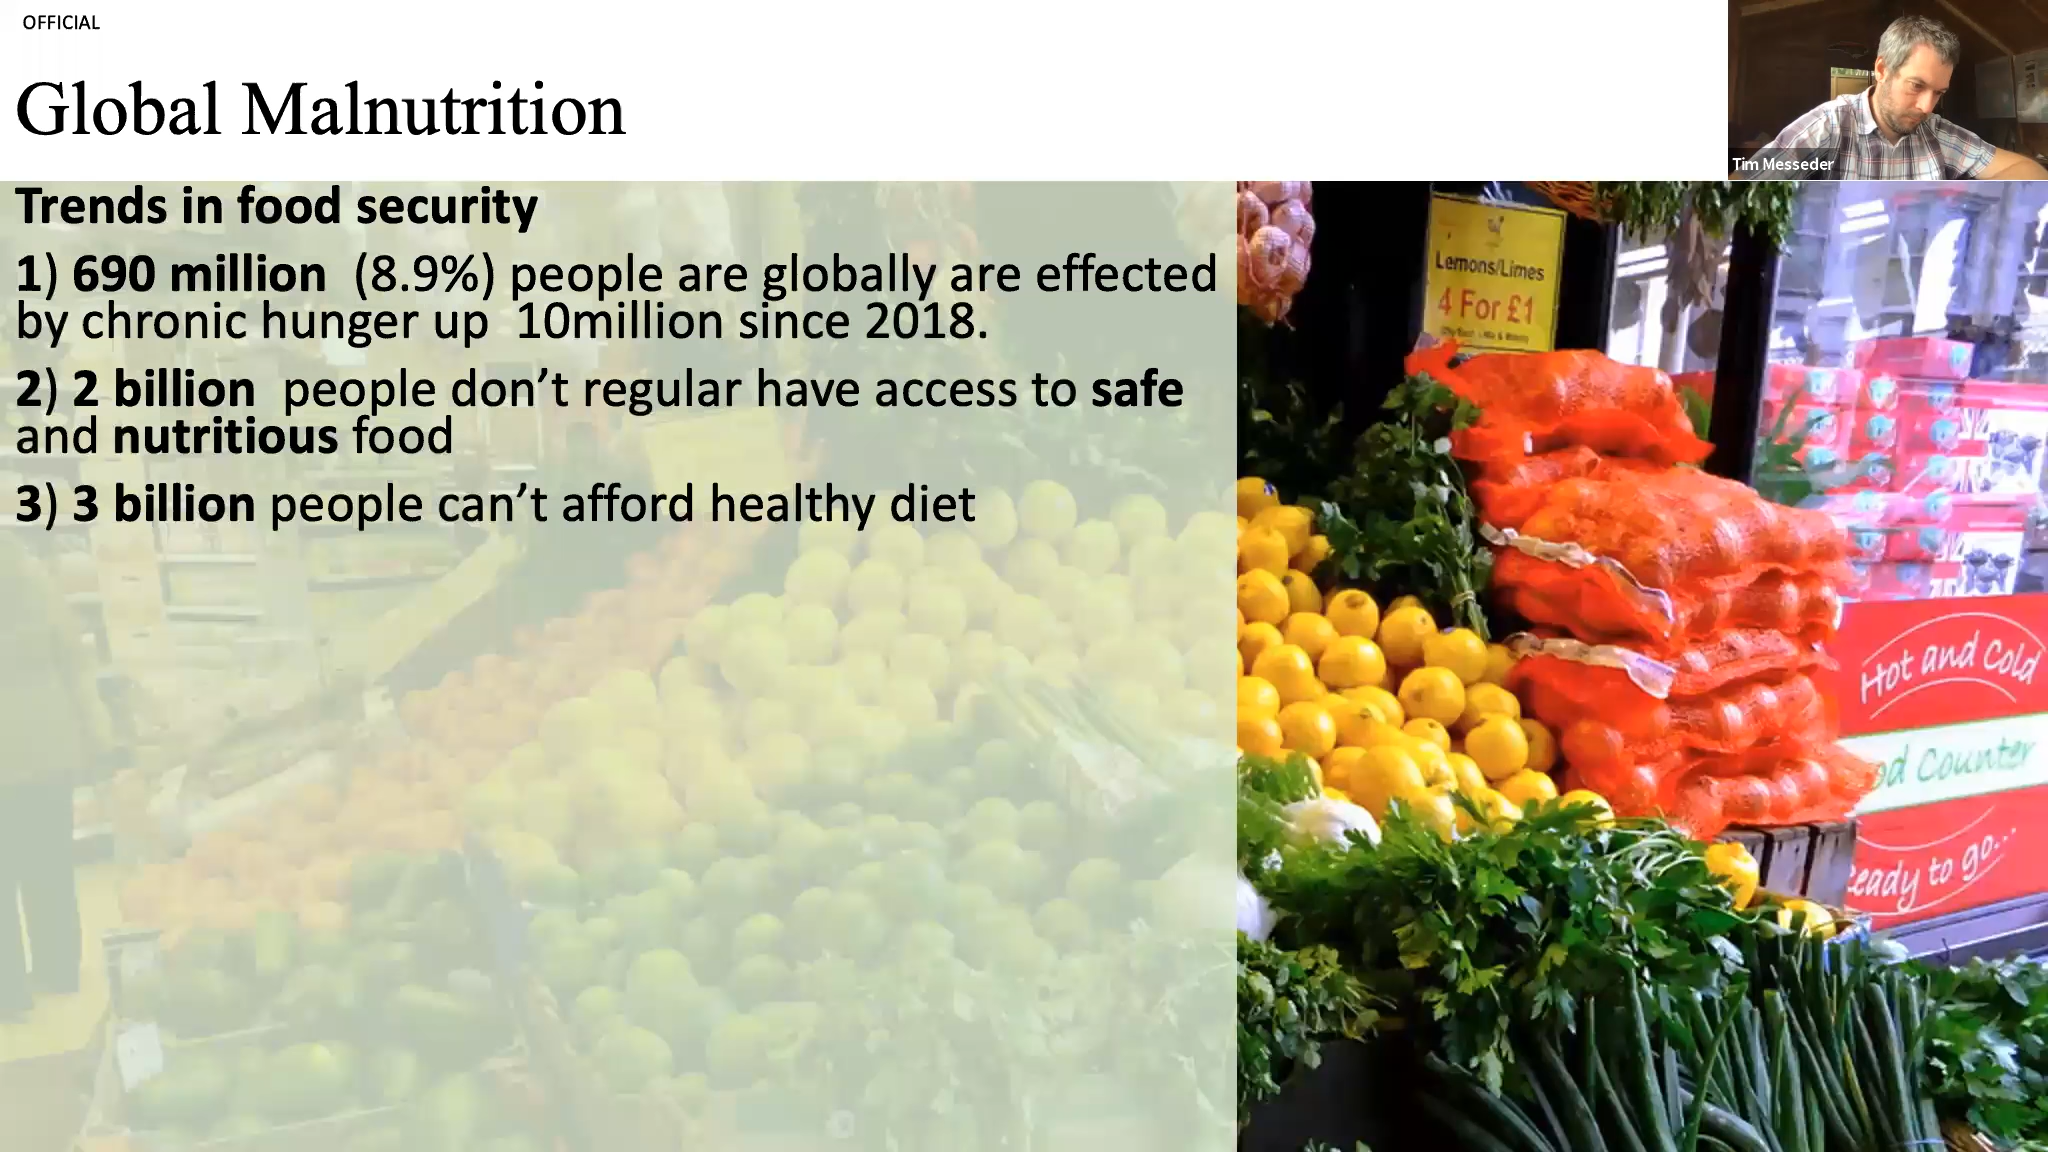 OFFICIAL
Global Malnutrition
Tim Messeder
Trends in food security
1) 690 million (8.9%) people are globally are effected
by chronic hunger up 10million since 2018.
2) 2 billion people don't regular have access to safe
and nutritious food
3) 3 billion people can't afford healthy diet
Lemons/Limes
4 For £1
Hot and Cold
od Counter
eady to go...